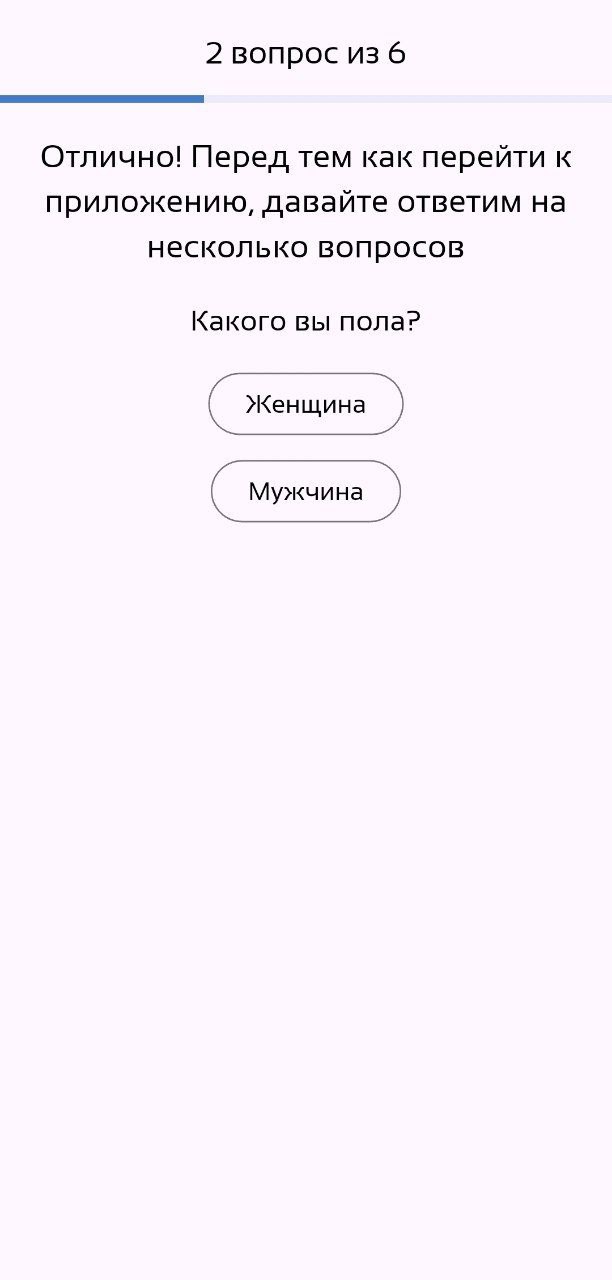 2 вопрос из 6
Отлично! Перед тем как перейти к
приложению, давайте ответим на
несколько вопросов
Какого вы пола?
Женщина
Мужчина